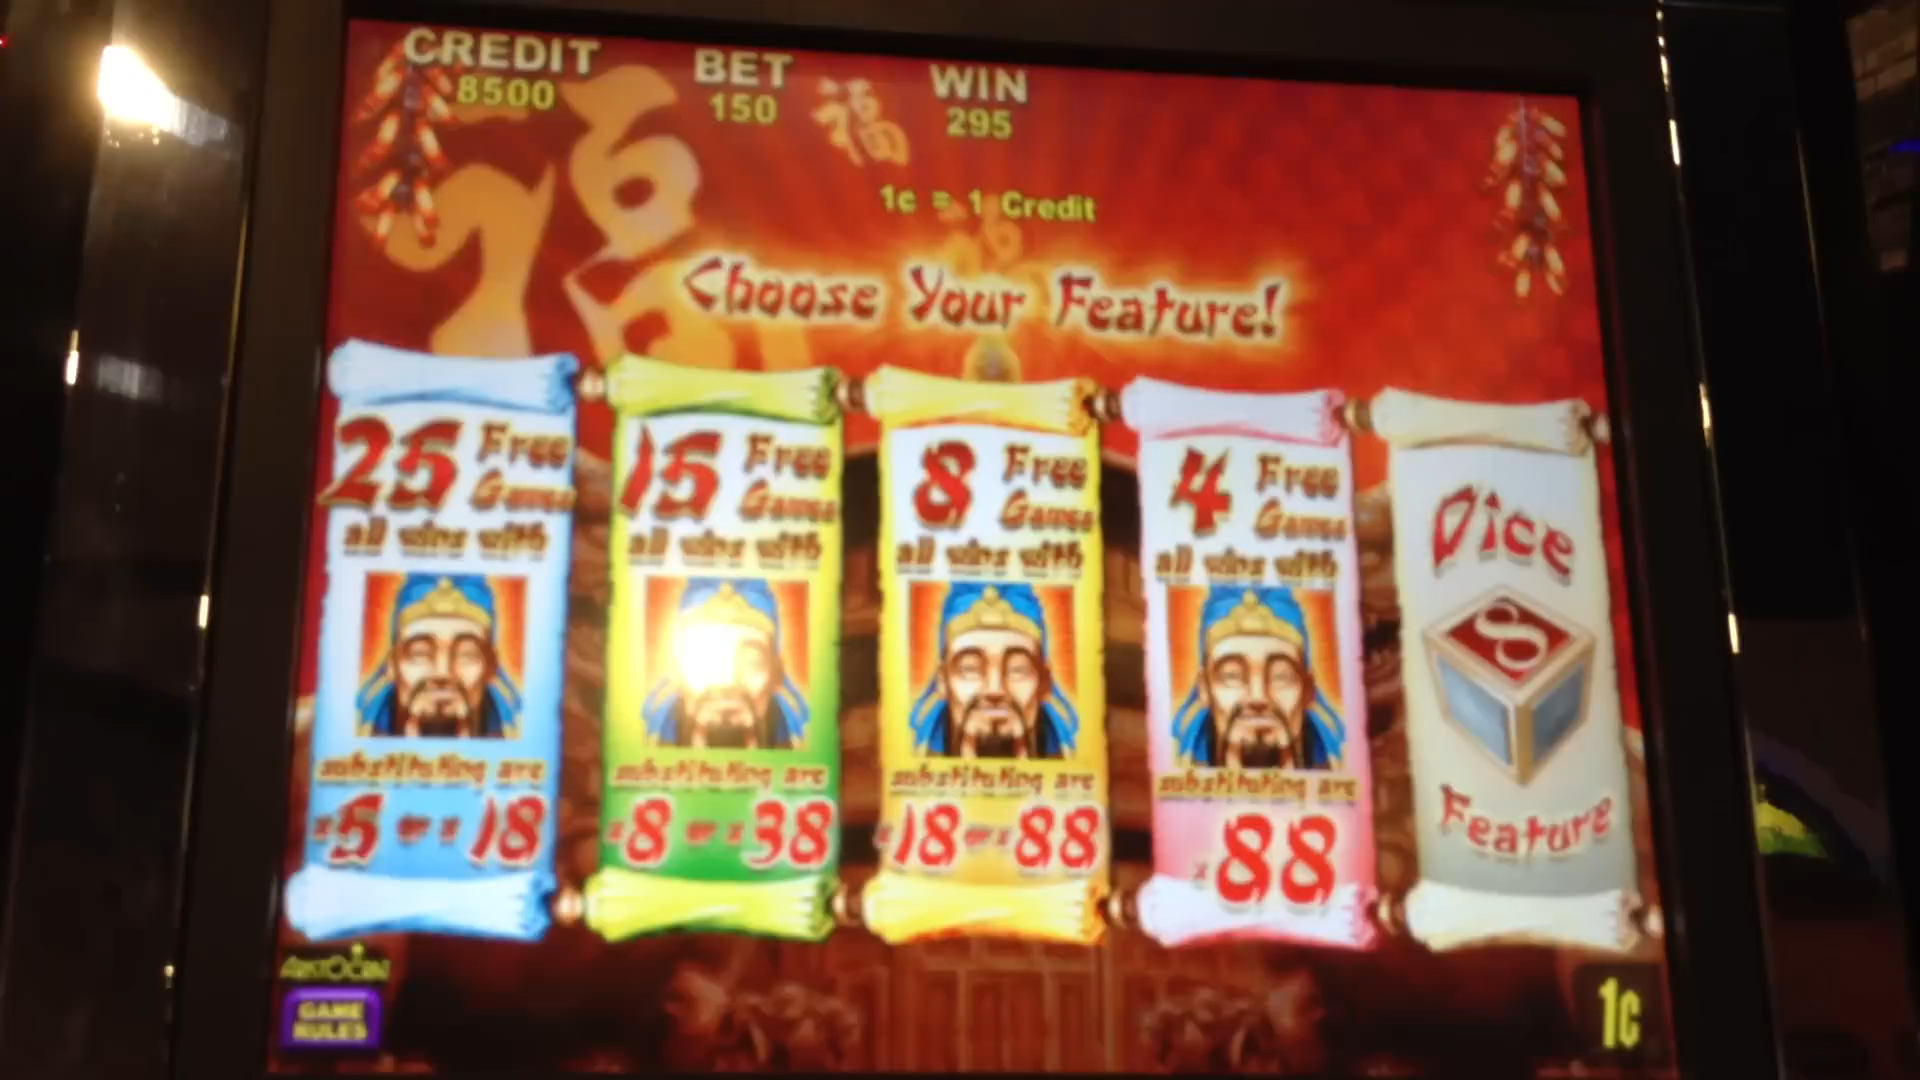 CREDIT
8500
BET
150
福
WIN
295
1c = 1 Credit
福
Choose Your Feature!
25 Free Games
all wins with
substituting are
x5 or x18
15 Free Games
all wins with
substituting are
x8 or x38
8 Free Games
all wins with
substituting are
x18 or x88
4 Free Games
all wins with
substituting are
x88
Dice
8
Feature
ARISTOCRAT
GAME RULES
1c